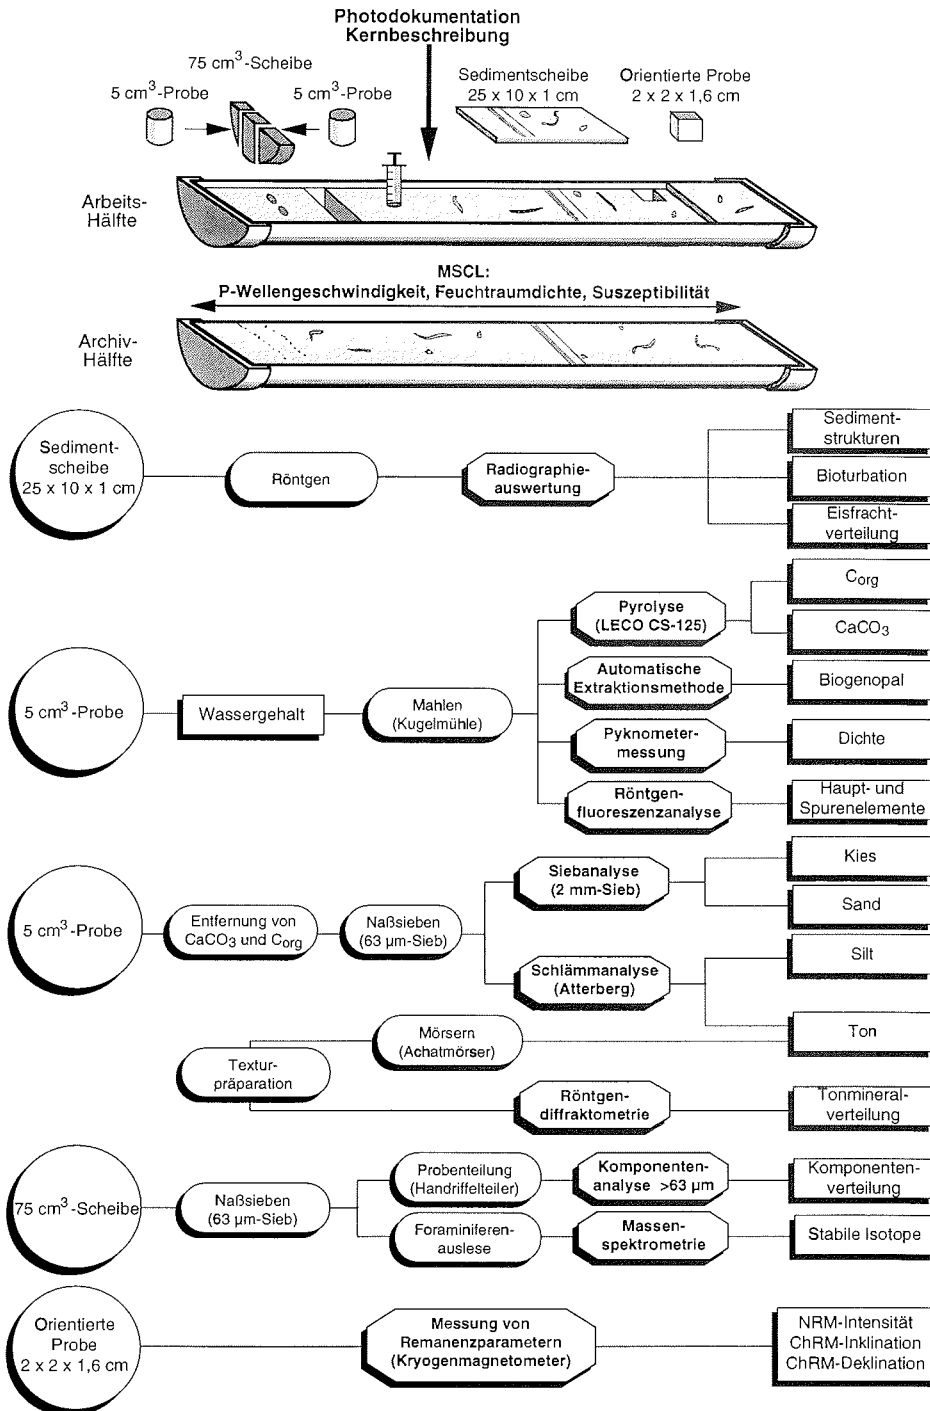 Photodokumentation
Kernbeschreibung
75 cm³-Scheibe
5 cm³-Probe
5 cm³-Probe
Sedimentscheibe
25 x 10 x 1 cm
Orientierte Probe
2 x 2 x 1,6 cm
Arbeits-
Hälfte
MSCL:
P-Wellengeschwindigkeit, Feuchtraumdichte, Suszeptibilität
Archiv-
Hälfte
Sediment-
scheibe
25 x 10 x 1 cm
Röntgen
Radiographie-
auswertung
Sediment-
strukturen
Bioturbation
Eisfracht-
verteilung
5 cm³-Probe
Wassergehalt
Mahlen
(Kugelmühle)
Pyrolyse
(LECO CS-125)
Corg
CaCO3
Automatische
Extraktionsmethode
Biogenopal
Pyknometer-
messung
Dichte
Röntgen-
fluoreszenzanalyse
Haupt- und
Spurenelemente
5 cm³-Probe
Entfernung von
CaCO3 und Corg
Naßsieben
(63 µm-Sieb)
Siebanalyse
(2 mm-Sieb)
Kies
Sand
Schlämmanalyse
(Atterberg)
Silt
Ton
Mörsern
(Achatmörser)
Textur-
präparation
Röntgen-
diffraktometrie
Tonmineral-
verteilung
75 cm³-Scheibe
Naßsieben
(63 µm-Sieb)
Probenteilung
(Handriffelteiler)
Komponenten-
analyse >63 µm
Komponenten-
verteilung
Foraminiferen-
auslese
Massen-
spektrometrie
Stabile Isotope
Orientierte
Probe
2 x 2 x 1,6 cm
Messung von
Remanenzparametern
(Kryogenmagnetometer)
NRM-Intensität
ChRM-Inklination
ChRM-Deklination